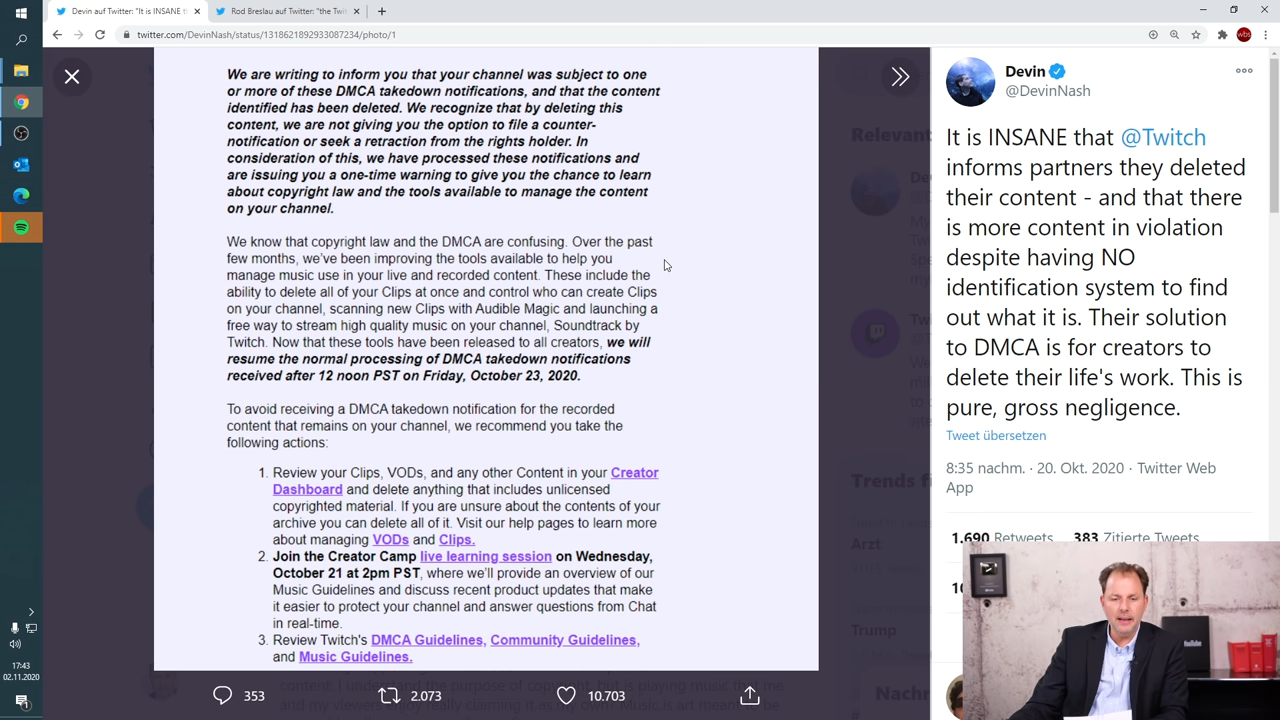 Devin auf Twitter: "It is INSANE t
Rod Breslau auf Twitter: "the Twit
twitter.com/DevinNash/status/1318621892933087234/photo/1
We are writing to inform you that your channel was subject to one
or more of these DMCA takedown notifications, and that the content
identified has been deleted. We recognize that by deleting this
content, we are not giving you the option to file a counter-
notification or seek a retraction from the rights holder. In
consideration of this, we have processed these notifications and
are issuing you a one-time warning to give you the chance to learn
about copyright law and the tools available to manage the content
on your channel.
We know that copyright law and the DMCA are confusing. Over the past
few months, we've been improving the tools available to help you
manage music use in your live and recorded content. These include the
ability to delete all of your Clips at once and control who can create Clips
on your channel, scanning new Clips with Audible Magic and launching a
free way to stream high quality music on your channel, Soundtrack by
Twitch. Now that these tools have been released to all creators, we will
resume the normal processing of DMCA takedown notifications
received after 12 noon PST on Friday, October 23, 2020.
To avoid receiving a DMCA takedown notification for the recorded
content that remains on your channel, we recommend you take the
following actions:
1. Review your Clips, VODs, and any other Content in your Creator
Dashboard and delete anything that includes unlicensed
copyrighted material. If you are unsure about the contents of your
archive you can delete all of it. Visit our help pages to learn more
about managing VODs and Clips.
2. Join the Creator Camp live learning session on Wednesday,
October 21 at 2pm PST, where we'll provide an overview of our
Music Guidelines and discuss recent product updates that make
it easier to protect your channel and answer questions from Chat
in real-time.
3. Review Twitch's DMCA Guidelines, Community Guidelines,
and Music Guidelines.
353
2.073
10.703
Relevant
Trends f
Arzt
Trump
Nachr
Devin
@DevinNash
It is INSANE that @Twitch
informs partners they deleted
their content - and that there
is more content in violation
despite having NO
identification system to find
out what it is. Their solution
to DMCA is for creators to
delete their life's work. This is
pure, gross negligence.
Tweet übersetzen
8:35 nachm. · 20. Okt. 2020 · Twitter Web
App
1.690 Retweets 383 Zitierte Tweets
17:43
02.11.2020
wbs
YouTube